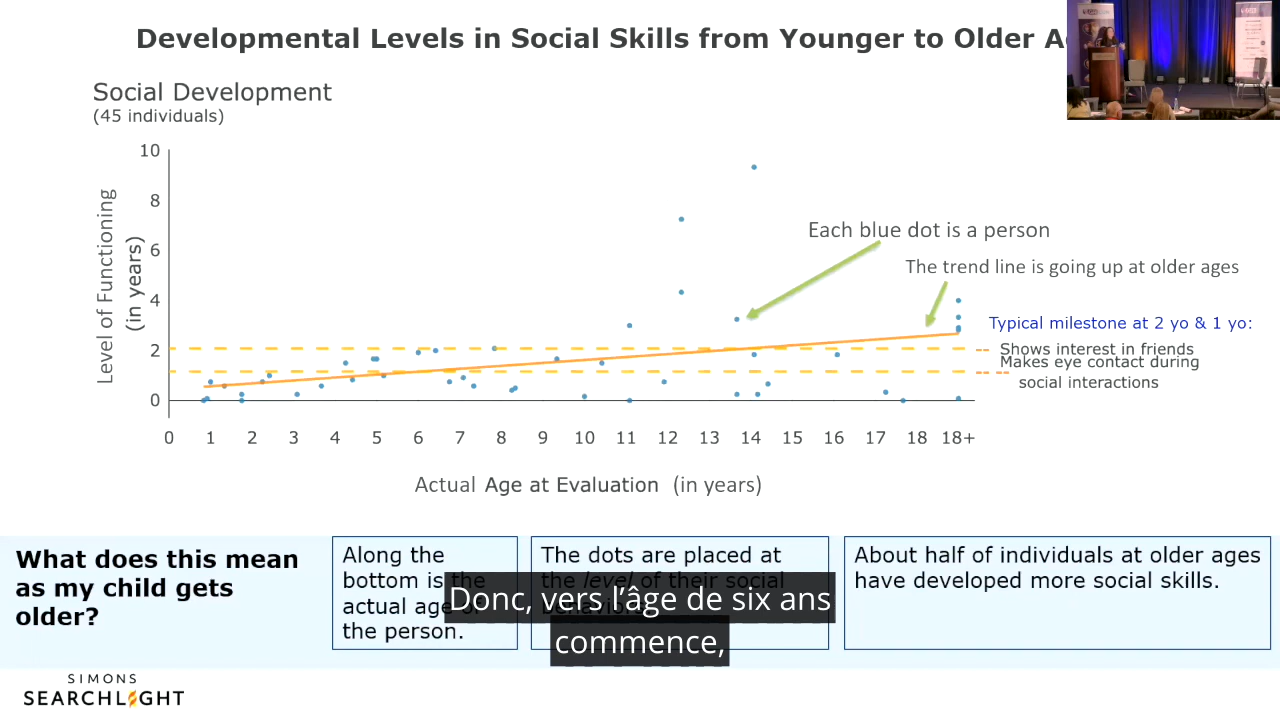 Developmental Levels in Social Skills from Younger to Older
Social Development
(45 individuals)
Level of Functioning
(in years)
10
8
6
4
2
0
Each blue dot is a person
The trend line is going up at older ages
Typical milestone at 2 yo & 1 yo:
Shows interest in friends
Makes eye contact during
social interactions
0 1 2 3 4 5 6 7 8 9 10 11 12 13 14 15 16 17 18 18+
Actual Age at Evaluation (in years)
What does this mean
as my child gets
older?
Along the
bottom is the
actual age of
the person.
The dots are placed at
the level of their social
About half of individuals at older ages
have developed more social skills.
Donc, vers l’âge de six ans
commence,
SIMONS
SEARCHLIGHT